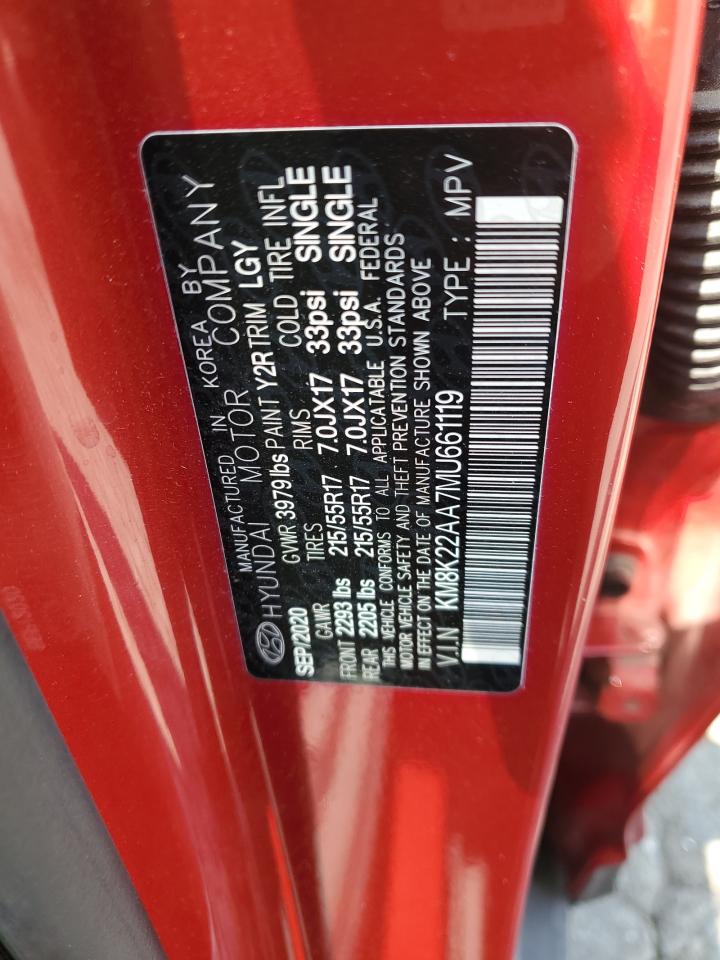 MANUFACTURED IN KOREA BY
HYUNDAI MOTOR COMPANY
SEP/2020 GVWR 3979 lbs PAINT Y2R TRIM LGY
GAWR TIRES RIMS COLD TIRE INFL
FRONT 2293 lbs 215/55R17 7.0JX17 33psi SINGLE
REAR 2205 lbs 215/55R17 7.0JX17 33psi SINGLE
THIS VEHICLE CONFORMS TO ALL APPLICABLE U.S.A. FEDERAL
MOTOR VEHICLE SAFETY AND THEFT PREVENTION STANDARDS
IN EFFECT ON THE DATE OF MANUFACTURE SHOWN ABOVE
V.I.N KM8K22AA7MU661119 TYPE : MPV